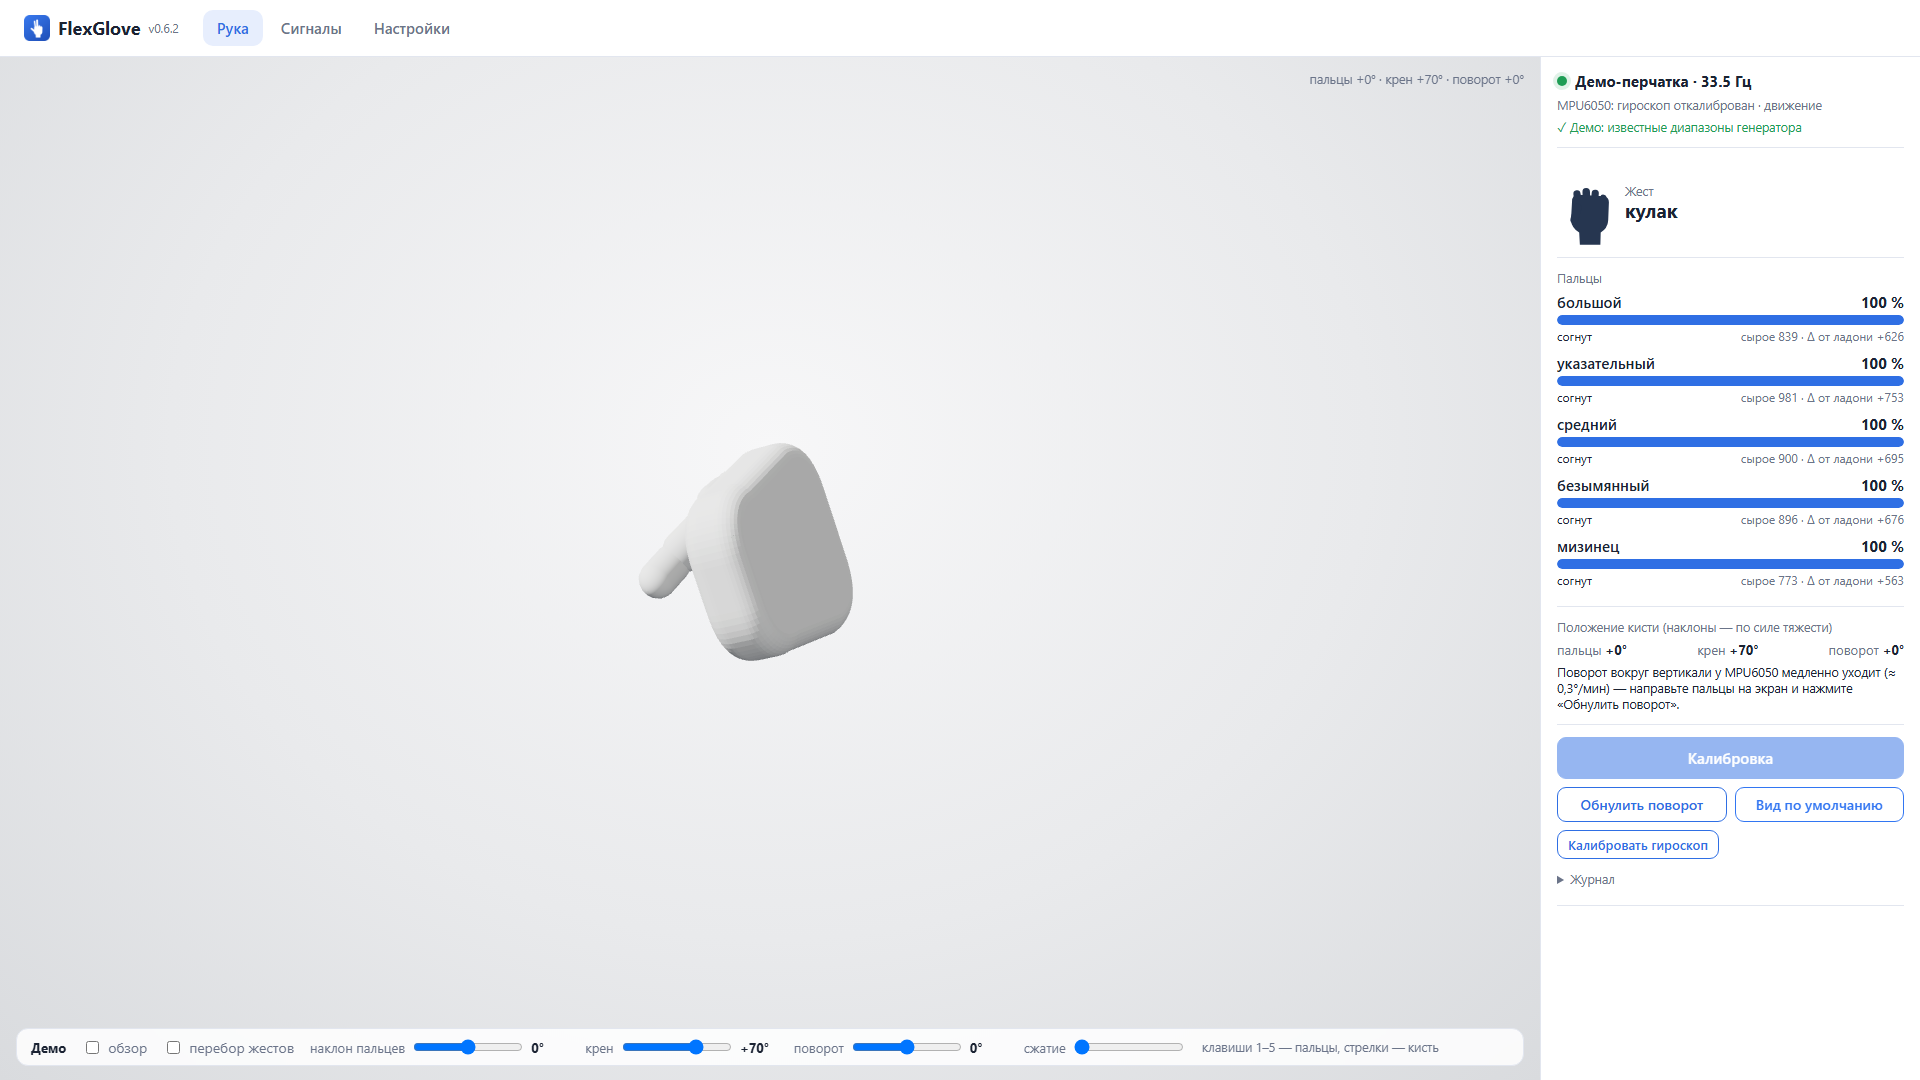 FlexGlove v0.6.2 Рука Сигналы Настройки
пальцы +0° · крен +70° · поворот +0°
Демо-перчатка · 33.5 Гц
MPU6050: гироскоп откалиброван · движение
✓ Демо: известные диапазоны генератора
Жест
кулак
Пальцы
большой 100 %
согнут сырое 839 · Δ от ладони +626
указательный 100 %
согнут сырое 981 · Δ от ладони +753
средний 100 %
согнут сырое 900 · Δ от ладони +695
безымянный 100 %
согнут сырое 896 · Δ от ладони +676
мизинец 100 %
согнут сырое 773 · Δ от ладони +563
Положение кисти (наклоны — по силе тяжести)
пальцы +0° крен +70° поворот +0°
Поворот вокруг вертикали у MPU6050 медленно уходит (≈
0,3°/мин) — направьте пальцы на экран и нажмите
«Обнулить поворот».
Калибровка
Обнулить поворот Вид по умолчанию
Калибровать гироскоп
Журнал
Демо обзор перебор жестов наклон пальцев 0° крен +70° поворот 0° сжатие клавиши 1–5 — пальцы, стрелки — кисть